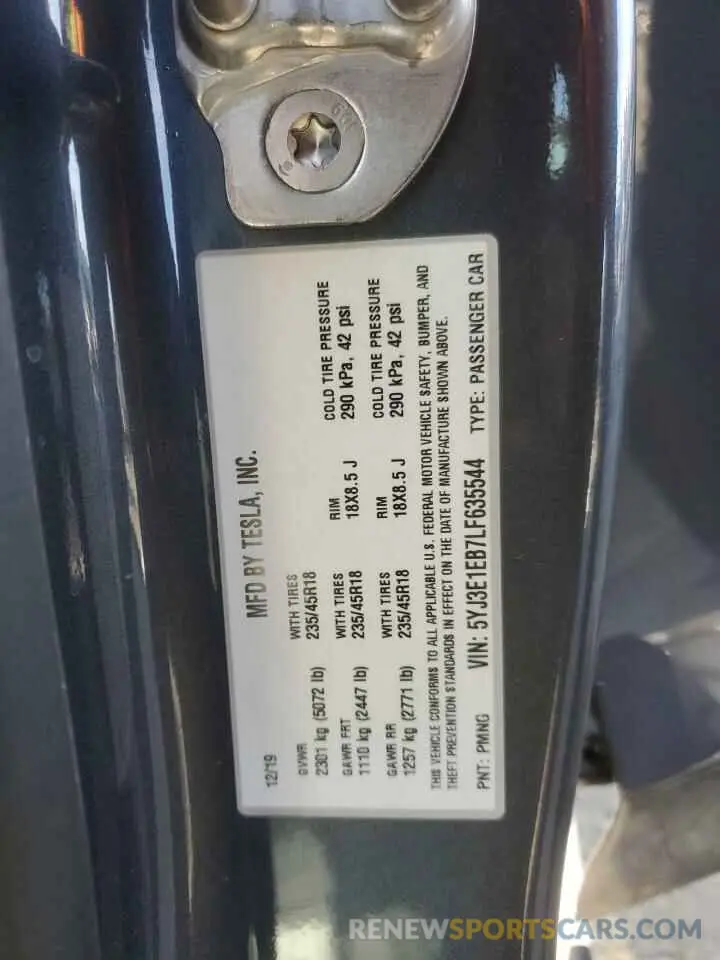 MFD BY TESLA, INC.
12/19
GVWR WITH TIRES
2301 kg (5072 lb) 235/45R18
GAWR FRT WITH TIRES RIM COLD TIRE PRESSURE
1110 kg (2447 lb) 235/45R18 18X8.5 J 290 kPa, 42 psi
GAWR RR WITH TIRES RIM COLD TIRE PRESSURE
1257 kg (2771 lb) 235/45R18 18X8.5 J 290 kPa, 42 psi
THIS VEHICLE CONFORMS TO ALL APPLICABLE U.S. FEDERAL MOTOR VEHICLE SAFETY, BUMPER, AND
THEFT PREVENTION STANDARDS IN EFFECT ON THE DATE OF MANUFACTURE SHOWN ABOVE.
PNT: PMNG VIN: 5YJ3E1EB7LF635544 TYPE: PASSENGER CAR
RENEWSPORTSCARS.COM